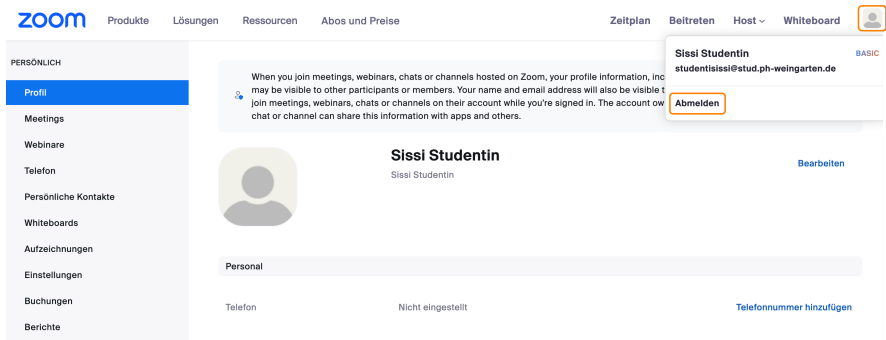 zoom Produkte Lösungen Ressourcen Abos und Preise Zeitplan Beitreten Host Whiteboard
Sissi Studentin BASIC
studentisissi@stud.ph-weingarten.de
Abmelden
PERSÖNLICH
Profil
Meetings
Webinare
Telefon
Persönliche Kontakte
Whiteboards
Aufzeichnungen
Einstellungen
Buchungen
Berichte
When you join meetings, webinars, chats or channels hosted on Zoom, your profile information, inc
may be visible to other participants or members. Your name and email address will also be visible t
join meetings, webinars, chats or channels on their account while you're signed in. The account ow
chat or channel can share this information with apps and others.
Sissi Studentin
Sissi Studentin
Bearbeiten
Personal
Telefon Nicht eingestellt Telefonnummer hinzufügen